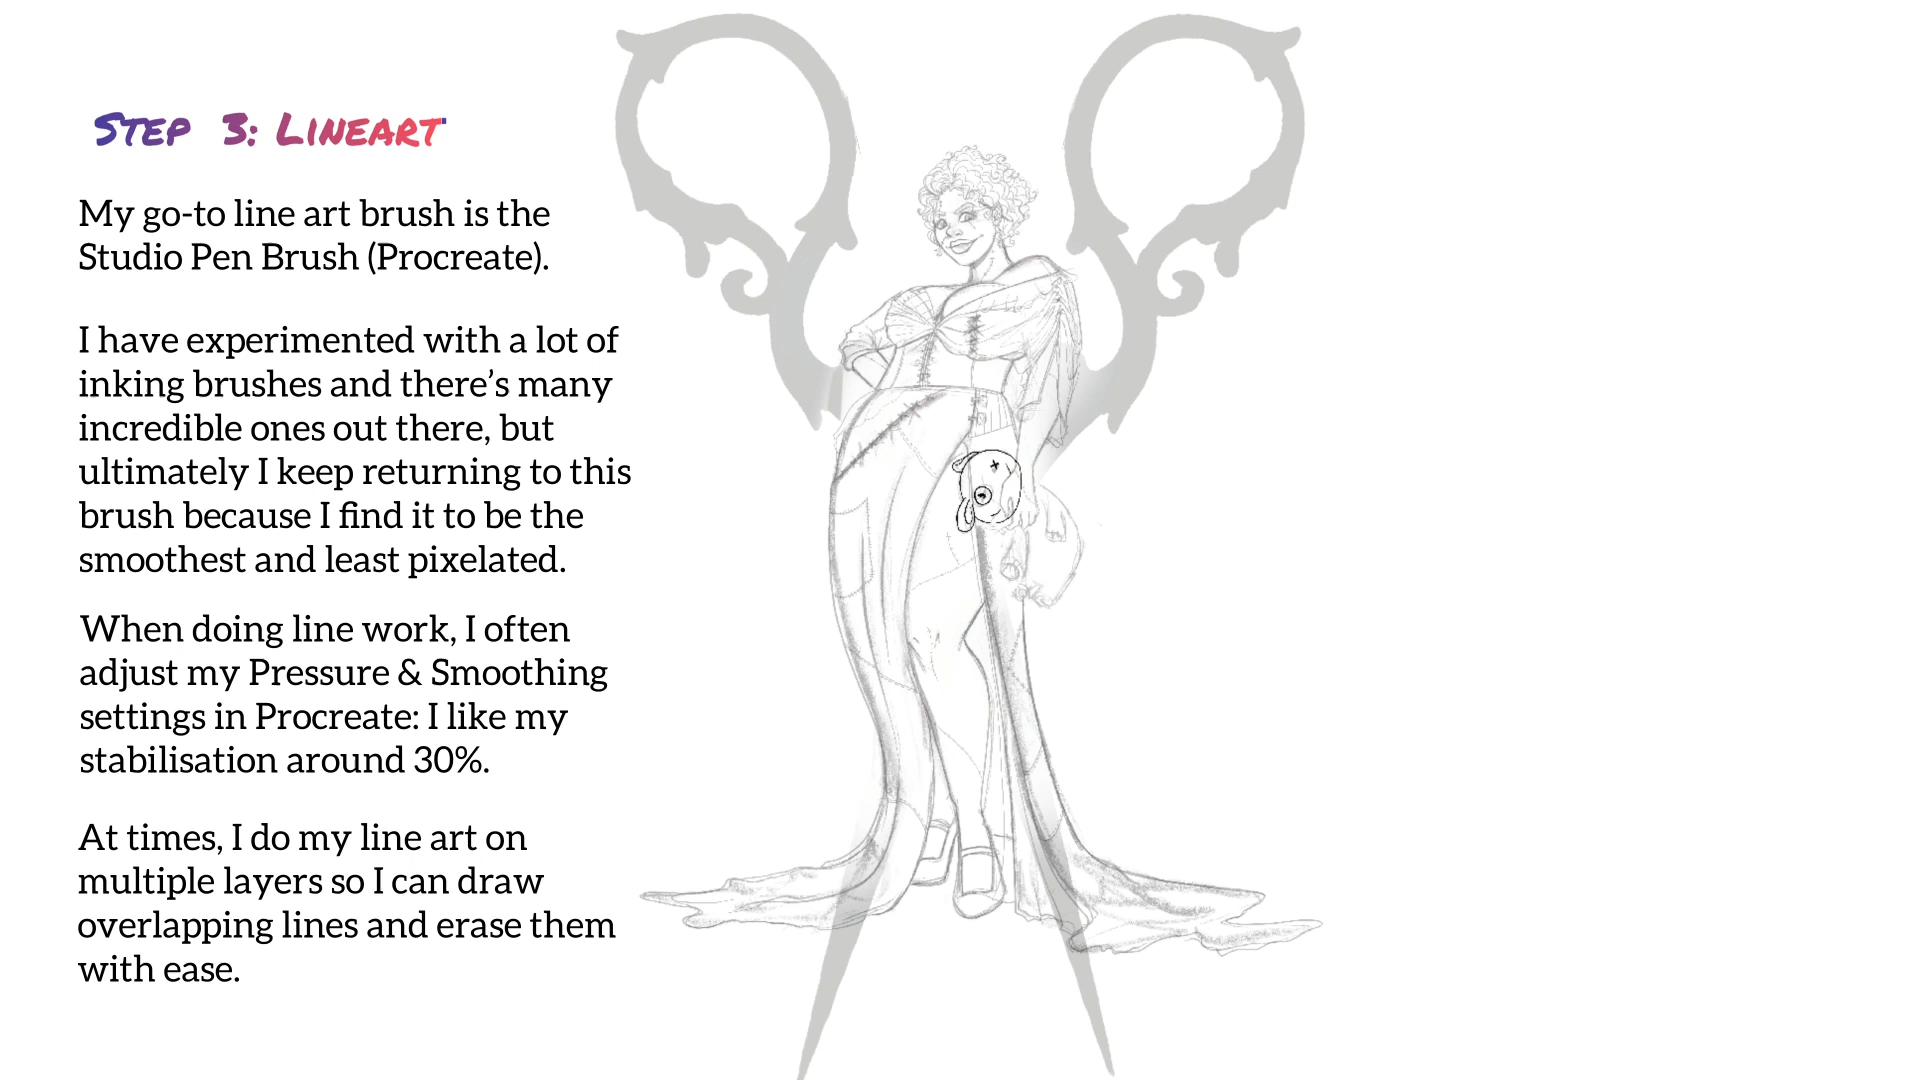 STEP 3: LINEART
My go-to line art brush is the
Studio Pen Brush (Procreate).
I have experimented with a lot of
inking brushes and there’s many
incredible ones out there, but
ultimately I keep returning to this
brush because I find it to be the
smoothest and least pixelated.
When doing line work, I often
adjust my Pressure & Smoothing
settings in Procreate: I like my
stabilisation around 30%.
At times, I do my line art on
multiple layers so I can draw
overlapping lines and erase them
with ease.